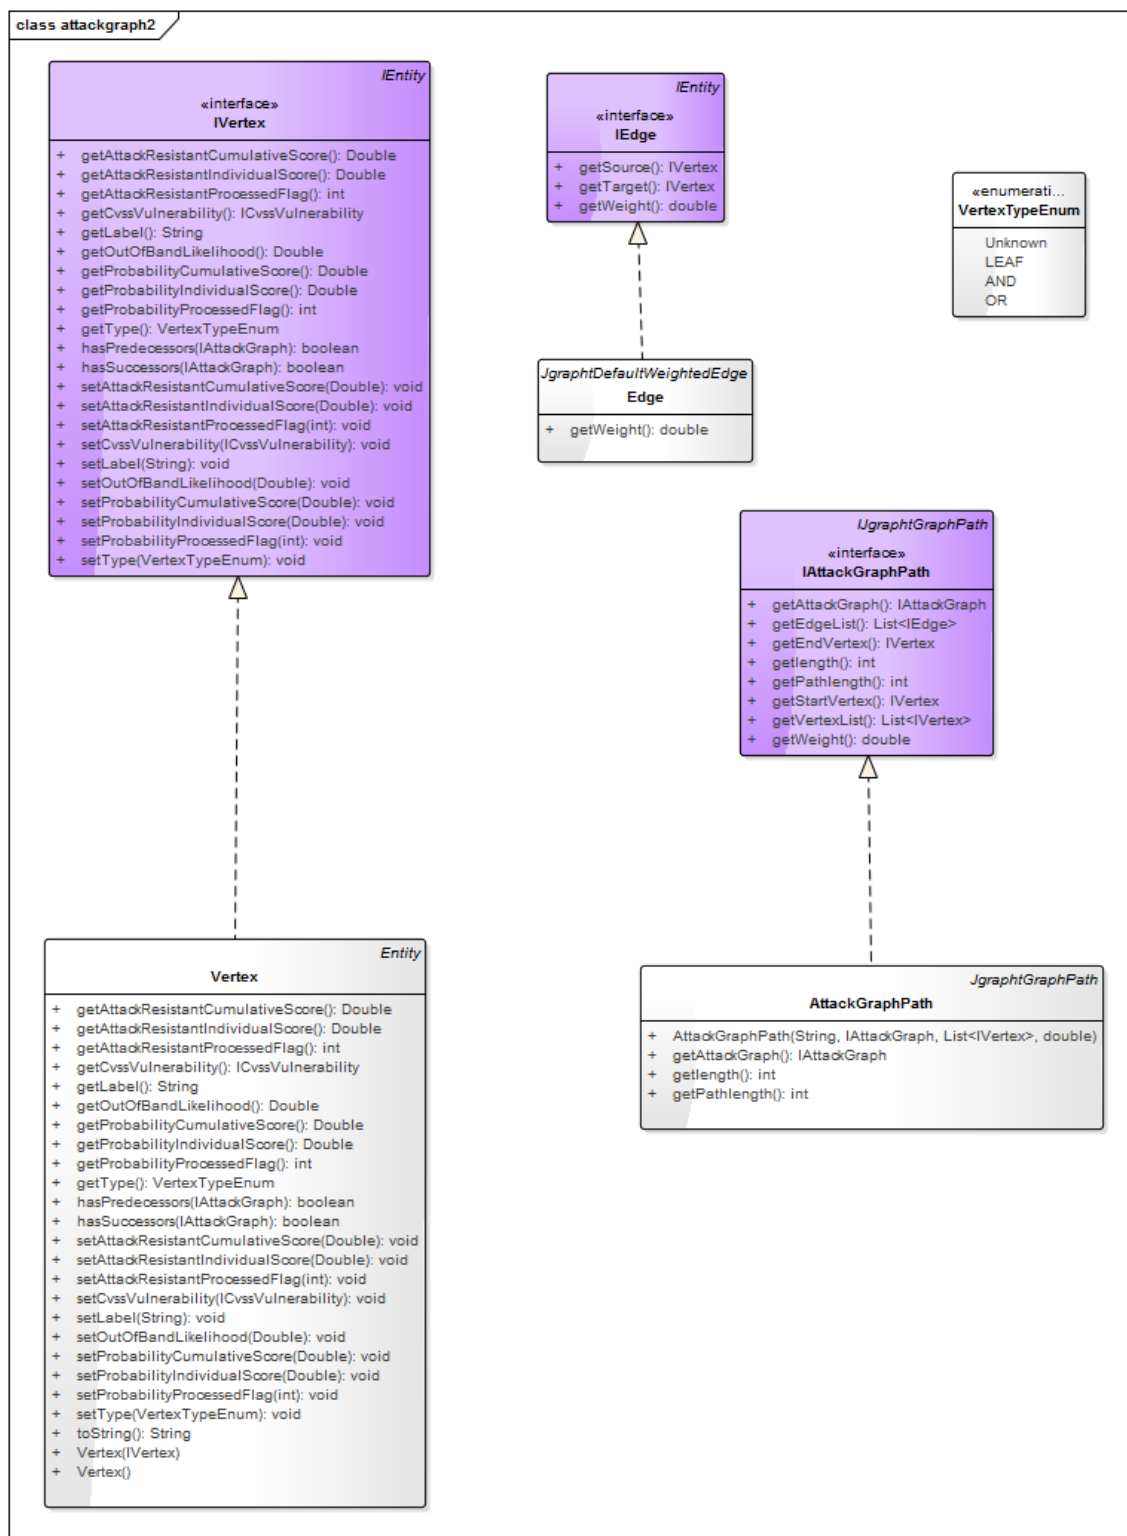 class attackgraph2
IEntity
«interface»
IVertex
+ getAttackResistantCumulativeScore(): Double
+ getAttackResistantIndividualScore(): Double
+ getAttackResistantProcessedFlag(): int
+ getCvssVulnerability(): ICvssVulnerability
+ getLabel(): String
+ getOutOfBandLikelihood(): Double
+ getProbabilityCumulativeScore(): Double
+ getProbabilityIndividualScore(): Double
+ getProbabilityProcessedFlag(): int
+ getType(): VertexTypeEnum
+ hasPredecessors(IAttackGraph): boolean
+ hasSuccessors(IAttackGraph): boolean
+ setAttackResistantCumulativeScore(Double): void
+ setAttackResistantIndividualScore(Double): void
+ setAttackResistantProcessedFlag(int): void
+ setCvssVulnerability(ICvssVulnerability): void
+ setLabel(String): void
+ setOutOfBandLikelihood(Double): void
+ setProbabilityCumulativeScore(Double): void
+ setProbabilityIndividualScore(Double): void
+ setProbabilityProcessedFlag(int): void
+ setType(VertexTypeEnum): void
IEntity
«interface»
IEdge
+ getSource(): IVertex
+ getTarget(): IVertex
+ getWeight(): double
«enumerati...
VertexTypeEnum
Unknown
LEAF
AND
OR
JgraphtDefaultWeightedEdge
Edge
+ getWeight(): double
IJgraphtGraphPath
«interface»
IAttackGraphPath
+ getAttackGraph(): IAttackGraph
+ getEdgeList(): List<IEdge>
+ getEndVertex(): IVertex
+ getlength(): int
+ getPathlength(): int
+ getStartVertex(): IVertex
+ getVertexList(): List<IVertex>
+ getWeight(): double
Entity
Vertex
+ getAttackResistantCumulativeScore(): Double
+ getAttackResistantIndividualScore(): Double
+ getAttackResistantProcessedFlag(): int
+ getCvssVulnerability(): ICvssVulnerability
+ getLabel(): String
+ getOutOfBandLikelihood(): Double
+ getProbabilityCumulativeScore(): Double
+ getProbabilityIndividualScore(): Double
+ getProbabilityProcessedFlag(): int
+ getType(): VertexTypeEnum
+ hasPredecessors(IAttackGraph): boolean
+ hasSuccessors(IAttackGraph): boolean
+ setAttackResistantCumulativeScore(Double): void
+ setAttackResistantIndividualScore(Double): void
+ setAttackResistantProcessedFlag(int): void
+ setCvssVulnerability(ICvssVulnerability): void
+ setLabel(String): void
+ setOutOfBandLikelihood(Double): void
+ setProbabilityCumulativeScore(Double): void
+ setProbabilityIndividualScore(Double): void
+ setProbabilityProcessedFlag(int): void
+ setType(VertexTypeEnum): void
+ toString(): String
+ Vertex(IVertex)
+ Vertex()
JgraphtGraphPath
AttackGraphPath
+ AttackGraphPath(String, IAttackGraph, List<IVertex>, double)
+ getAttackGraph(): IAttackGraph
+ getlength(): int
+ getPathlength(): int